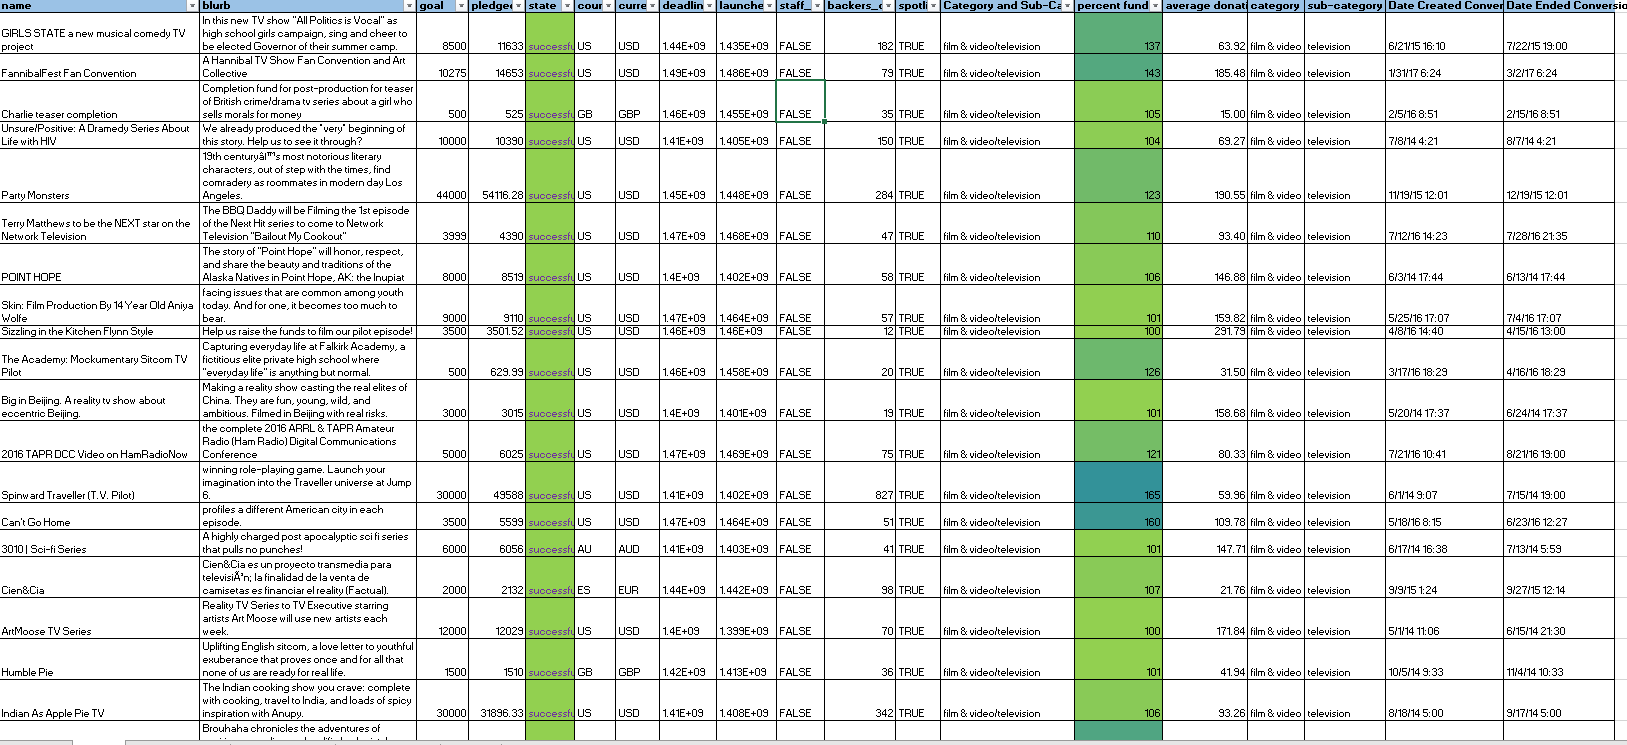 name blurb goal pledge state cour curre deadlin launche staff_ backers_c spotli Category and Sub-Ca percent fund average donati category sub-category Date Created Conver Date Ended Conversio
In this new TV show "All Politics is Vocal" as
GIRLS STATE a new musical comedy TV high school girls campaign, sing and cheer to
project be elected Governor of their summer camp. 8500 11633 successfu US USD 1.44E+09 1.435E+09 FALSE 182 TRUE film & video/television 137 63.92 film & video television 6/21/15 16:10 7/22/15 19:00
A Hannibal TV Show Fan Convention and Art
FannibalFest Fan Convention Collective 10275 14653 successfu US USD 1.49E+09 1.486E+09 FALSE 79 TRUE film & video/television 143 185.48 film & video television 1/31/17 6:24 3/2/17 6:24
Completion fund for post-production for teaser
of British crime/drama tv series about a girl who
Charlie teaser completion sells morals for money 500 525 successfu GB GBP 1.46E+09 1.455E+09 FALSE 35 TRUE film & video/television 105 15.00 film & video television 2/5/16 8:51 2/15/16 8:51
Unsure/Positive: A Dramedy Series About We already produced the "very" beginning of
Life with HIV this story. Help us to see it through? 10000 10390 successfu US USD 1.41E+09 1.405E+09 FALSE 150 TRUE film & video/television 104 69.27 film & video television 7/8/14 4:21 8/7/14 4:21
19th centuryâ™s most notorious literary
characters, out of step with the times, find
comradery as roommates in modern day Los
Party Monsters Angeles. 44000 54116.28 successfu US USD 1.45E+09 1.448E+09 FALSE 284 TRUE film & video/television 123 190.55 film & video television 11/19/15 12:01 12/19/15 12:01
The BBQ Daddy will be Filming the 1st episode
Terry Matthews to be the NEXT star on the of the Next Hit series to come to Network
Network Television Television "Bailout My Cookout" 3999 4390 successfu US USD 1.47E+09 1.468E+09 FALSE 47 TRUE film & video/television 110 93.40 film & video television 7/12/16 14:23 7/28/16 21:35
The story of "Point Hope" will honor, respect,
and share the beauty and traditions of the
POINT HOPE Alaska Natives in Point Hope, AK: the Inupiat 8000 8519 successfu US USD 1.4E+09 1.402E+09 FALSE 58 TRUE film & video/television 106 146.88 film & video television 6/3/14 17:44 6/13/14 17:44
facing issues that are common among youth
Skin: Film Production By 14 Year Old Aniya today. And for one, it becomes too much to
Wolfe bear. 9000 9110 successfu US USD 1.47E+09 1.464E+09 FALSE 57 TRUE film & video/television 101 159.82 film & video television 5/25/16 17:07 7/4/16 17:07
Sizzling in the Kitchen Flynn Style Help us raise the funds to film our pilot episode! 3500 3501.52 successfu US USD 1.46E+09 1.46E+09 FALSE 12 TRUE film & video/television 100 291.79 film & video television 4/8/16 14:40 4/15/16 13:00
Capturing everyday life at Falkirk Academy, a
The Academy: Mockumentary Sitcom TV fictitious elite private high school where
Pilot "everyday life" is anything but normal. 500 629.99 successfu US USD 1.46E+09 1.458E+09 FALSE 20 TRUE film & video/television 126 31.50 film & video television 3/17/16 18:29 4/16/16 18:29
Making a reality show casting the real elites of
Big in Beijing. A reality tv show about China. They are fun, young, wild, and
eccentric Beijing. ambitious. Filmed in Beijing with real risks. 3000 3015 successfu US USD 1.4E+09 1.401E+09 FALSE 19 TRUE film & video/television 101 158.68 film & video television 5/20/14 17:37 6/24/14 17:37
the complete 2016 ARRL & TAPR Amateur
Radio (Ham Radio) Digital Communications
2016 TAPR DCC Video on HamRadioNow Conference 5000 6025 successfu US USD 1.47E+09 1.469E+09 FALSE 75 TRUE film & video/television 121 80.33 film & video television 7/21/16 10:41 8/21/16 19:00
winning role-playing game. Launch your
imagination into the Traveller universe at Jump
Spinward Traveller (T.V. Pilot) 6. 30000 49588 successfu US USD 1.41E+09 1.402E+09 FALSE 827 TRUE film & video/television 165 59.96 film & video television 6/1/14 9:07 7/15/14 19:00
profiles a different American city in each
Can't Go Home episode. 3500 5599 successfu US USD 1.47E+09 1.464E+09 FALSE 51 TRUE film & video/television 160 109.78 film & video television 5/18/16 8:15 6/23/16 12:27
A highly charged post apocalyptic sci fi series
3010 | Sci-fi Series that pulls no punches! 6000 6056 successfu AU AUD 1.41E+09 1.403E+09 FALSE 41 TRUE film & video/television 101 147.71 film & video television 6/17/14 16:38 7/13/14 5:59
Cien&Cia es un proyecto transmedia para
televisiÃ³n; la finalidad de la venta de
Cien&Cia camisetas es financiar el reality (Factual). 2000 2132 successfu ES EUR 1.44E+09 1.442E+09 FALSE 98 TRUE film & video/television 107 21.76 film & video television 9/9/15 1:24 9/27/15 12:14
Reality TV Series to TV Executive starring
artists Art Moose will use new artists each
ArtMoose TV Series week. 12000 12029 successfu US USD 1.4E+09 1.399E+09 FALSE 70 TRUE film & video/television 100 171.84 film & video television 5/1/14 11:06 6/15/14 21:30
Uplifting English sitcom, a love letter to youthful
exuberance that proves once and for all that
Humble Pie none of us are ready for real life. 1500 1510 successfu GB GBP 1.42E+09 1.413E+09 FALSE 36 TRUE film & video/television 101 41.94 film & video television 10/5/14 9:33 11/4/14 10:33
The Indian cooking show you crave: complete
with cooking, travel to India, and loads of spicy
Indian As Apple Pie TV inspiration with Anupy. 30000 31896.33 successfu US USD 1.41E+09 1.408E+09 FALSE 342 TRUE film & video/television 106 93.26 film & video television 8/18/14 5:00 9/17/14 5:00
Brouhaha chronicles the adventures of